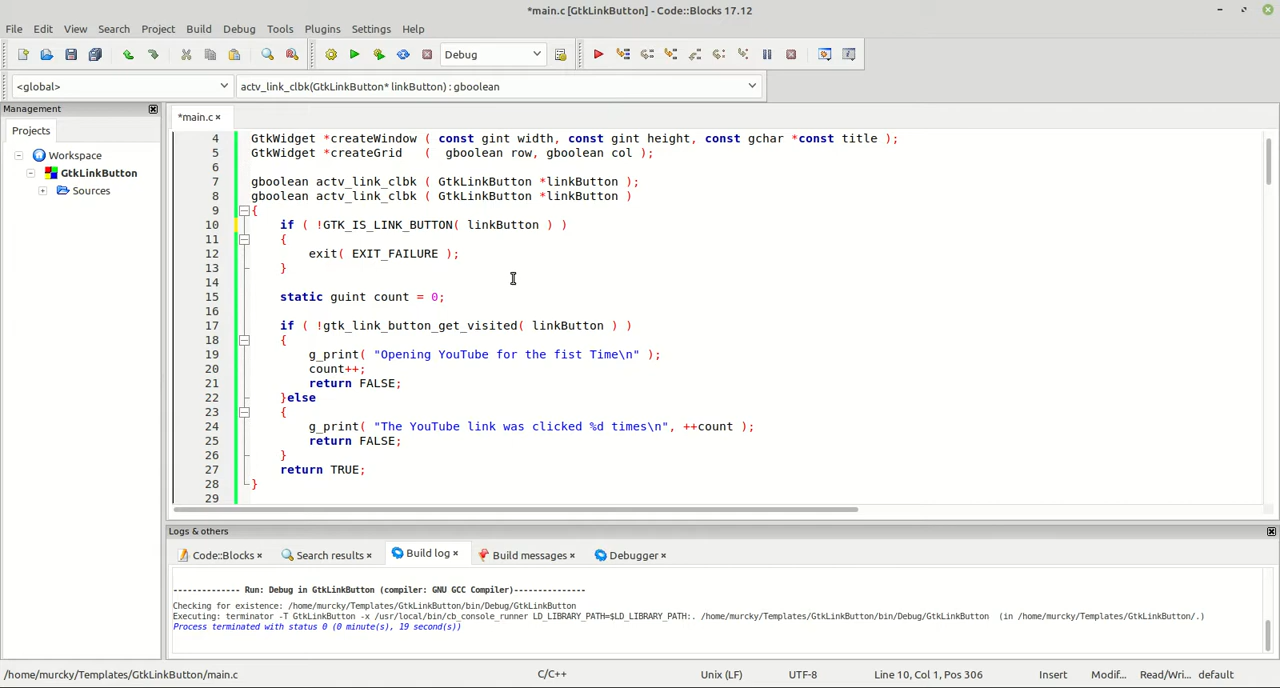 *main.c [GtkLinkButton] - Code::Blocks 17.12
File Edit View Search Project Build Debug Tools Plugins Settings Help
Debug
<global> actv_link_clbk(GtkLinkButton* linkButton) : gboolean
Management
*main.c
Projects
Workspace
GtkLinkButton
Sources
4 GtkWidget *createWindow ( const gint width, const gint height, const gchar *const title );
5 GtkWidget *createGrid   (  gboolean row, gboolean col );
6
7 gboolean actv_link_clbk ( GtkLinkButton *linkButton );
8 gboolean actv_link_clbk ( GtkLinkButton *linkButton )
9 {
10     if ( !GTK_IS_LINK_BUTTON( linkButton ) )
11     {
12         exit( EXIT_FAILURE );
13     }
14
15     static guint count = 0;
16
17     if ( !gtk_link_button_get_visited( linkButton ) )
18     {
19         g_print( "Opening YouTube for the fist Time\n" );
20         count++;
21         return FALSE;
22     }else
23     {
24         g_print( "The YouTube link was clicked %d times\n", ++count );
25         return FALSE;
26     }
27     return TRUE;
28 }
29
Logs & others
Code::Blocks Search results Build log Build messages Debugger
-------------- Run: Debug in GtkLinkButton (compiler: GNU GCC Compiler)---------------
Checking for existence: /home/murcky/Templates/GtkLinkButton/bin/Debug/GtkLinkButton
Executing: terminator -T GtkLinkButton -x /usr/local/bin/cb_console_runner LD_LIBRARY_PATH=$LD_LIBRARY_PATH:. /home/murcky/Templates/GtkLinkButton/bin/Debug/GtkLinkButton  (in /home/murcky/Templates/GtkLinkButton/.)
Process terminated with status 0 (0 minute(s), 19 second(s))
/home/murcky/Templates/GtkLinkButton/main.c C/C++ Unix (LF) UTF-8 Line 10, Col 1, Pos 306 Insert Modif... Read/Wri... default